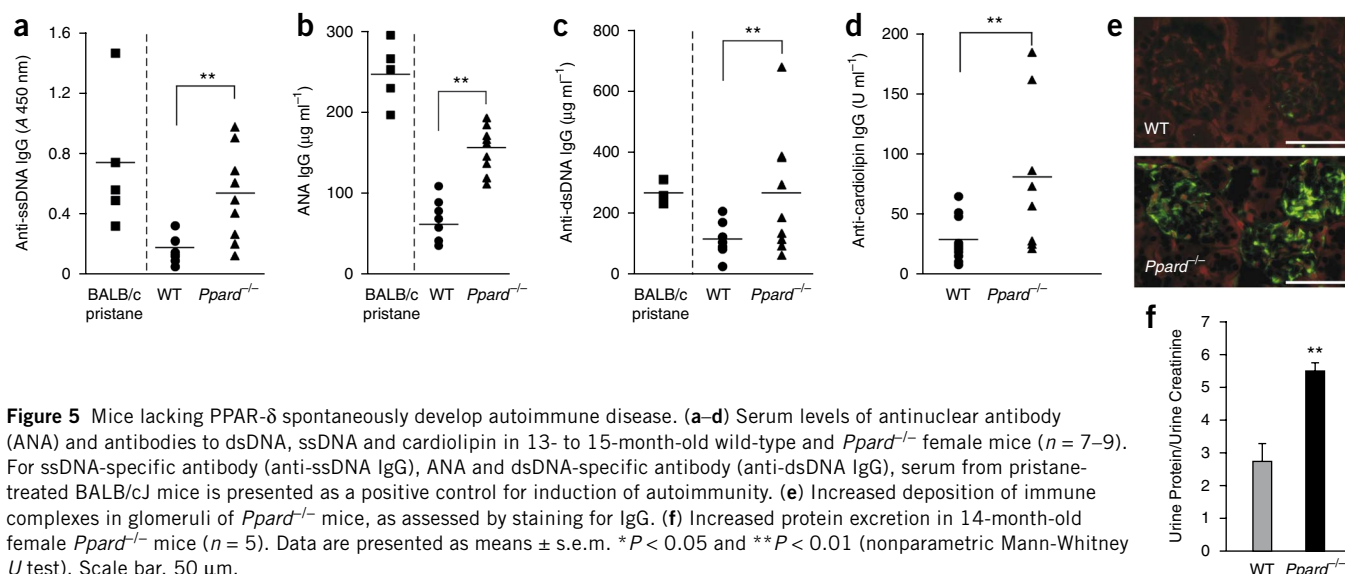 a
1.6
1.2
0.8
0.4
0
Anti-ssDNA IgG (A 450 nm)
**
BALB/c pristane
WT
Ppard–/–
b
300
200
100
0
ANA IgG (µg ml–1)
**
BALB/c pristane
WT
Ppard–/–
c
800
600
400
200
0
Anti-dsDNA IgG (µg ml–1)
**
BALB/c pristane
WT
Ppard–/–
d
200
150
100
50
0
Anti-cardiolipin IgG (U ml–1)
**
WT
Ppard–/–
e
WT
Ppard–/–
f
7
6
5
4
3
2
1
0
Urine Protein/Urine Creatinine
**
WT
Ppard–/–
Figure 5 Mice lacking PPAR-δ spontaneously develop autoimmune disease. (a–d) Serum levels of antinuclear antibody
(ANA) and antibodies to dsDNA, ssDNA and cardiolipin in 13- to 15-month-old wild-type and Ppard–/– female mice (n = 7–9).
For ssDNA-specific antibody (anti-ssDNA IgG), ANA and dsDNA-specific antibody (anti-dsDNA IgG), serum from pristane-
treated BALB/cJ mice is presented as a positive control for induction of autoimmunity. (e) Increased deposition of immune
complexes in glomeruli of Ppard–/– mice, as assessed by staining for IgG. (f) Increased protein excretion in 14-month-old
female Ppard–/– mice (n = 5). Data are presented as means ± s.e.m. *P < 0.05 and **P < 0.01 (nonparametric Mann-Whitney
U test). Scale bar, 50 µm.